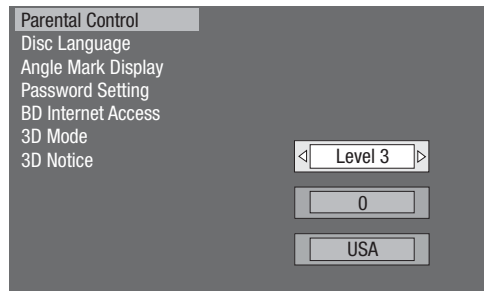 Parental Control
Disc Language
Angle Mark Display
Password Setting
BD Internet Access
3D Mode
3D Notice
Level 3
0
USA